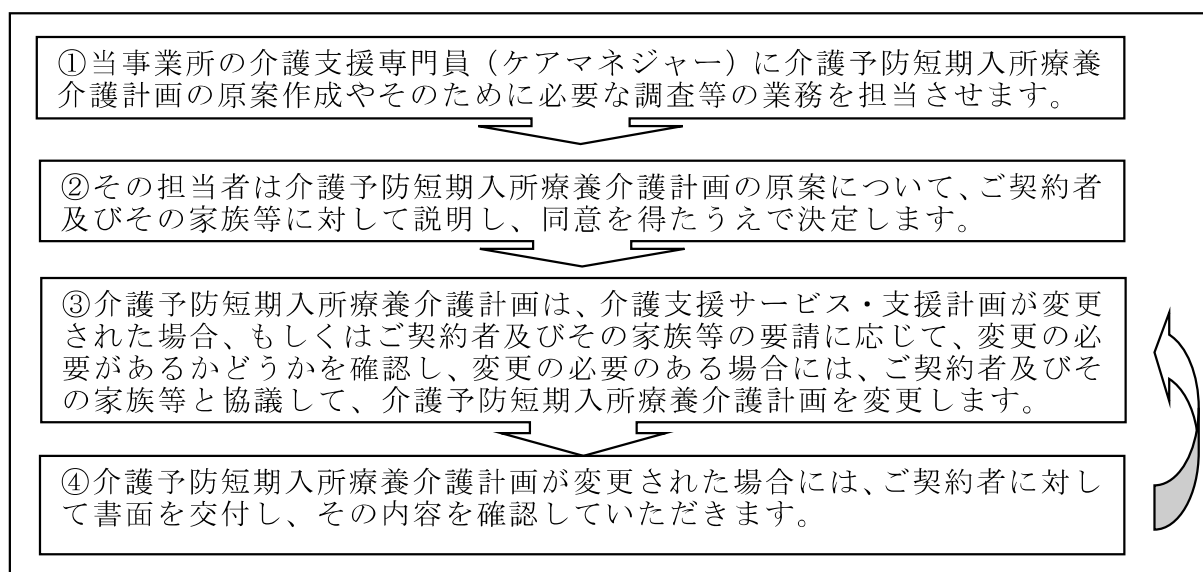 ①当事業所の介護支援専門員（ケアマネジャー）に介護予防短期入所療養
介護計画の原案作成やそのために必要な調査等の業務を担当させます。
②その担当者は介護予防短期入所療養介護計画の原案について、ご契約者
及びその家族等に対して説明し、同意を得たうえで決定します。
③介護予防短期入所療養介護計画は、介護支援サービス・支援計画が変更
された場合、もしくはご契約者及びその家族等の要請に応じて、変更の必
要があるかどうかを確認し、変更の必要のある場合には、ご契約者及びそ
の家族等と協議して、介護予防短期入所療養介護計画を変更します。
④介護予防短期入所療養介護計画が変更された場合には、ご契約者に対し
て書面を交付し、その内容を確認していただきます。